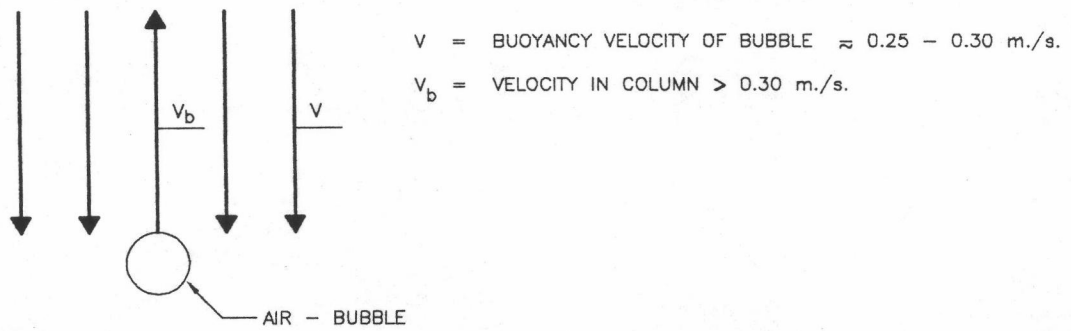 V = BUOYANCY VELOCITY OF BUBBLE ≈ 0.25 - 0.30 m./s.
Vb = VELOCITY IN COLUMN > 0.30 m./s.
Vb V
AIR - BUBBLE